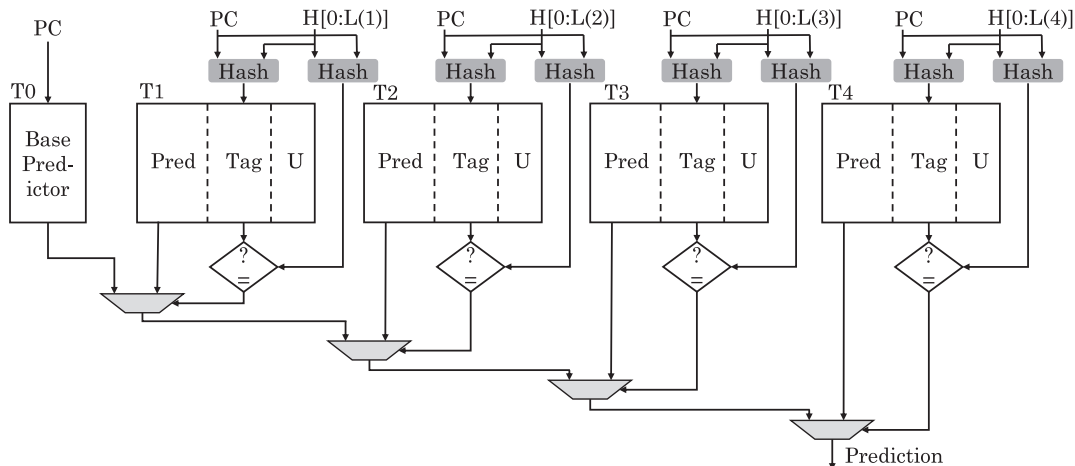 PC
PC H[0:L(1)] PC H[0:L(2)] PC H[0:L(3)] PC H[0:L(4)]
Hash Hash Hash Hash Hash Hash Hash Hash
T0 T1 T2 T3 T4
Base
Pred-
ictor
Pred Tag U Pred Tag U Pred Tag U Pred Tag U
? ? ? ?
= = = =
Prediction